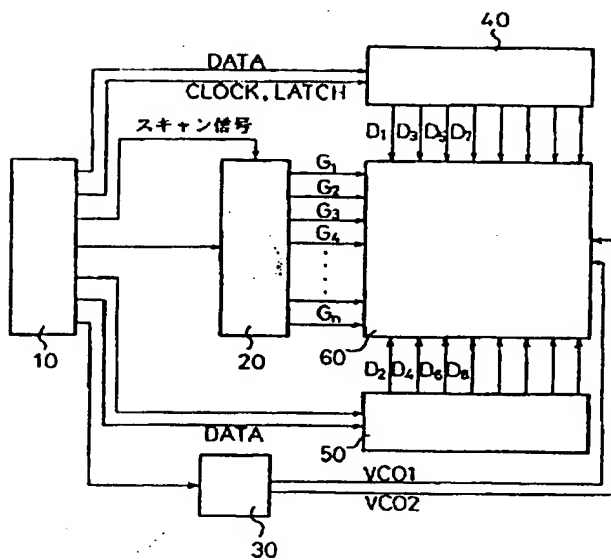 40
DATA
CLOCK, LATCH
スキャン信号
D1 D3 D5 D7
G1
G2
G3
G4
Gn
10
20
60
D2 D4 D6 D8
DATA
50
VCO1
VCO2
30